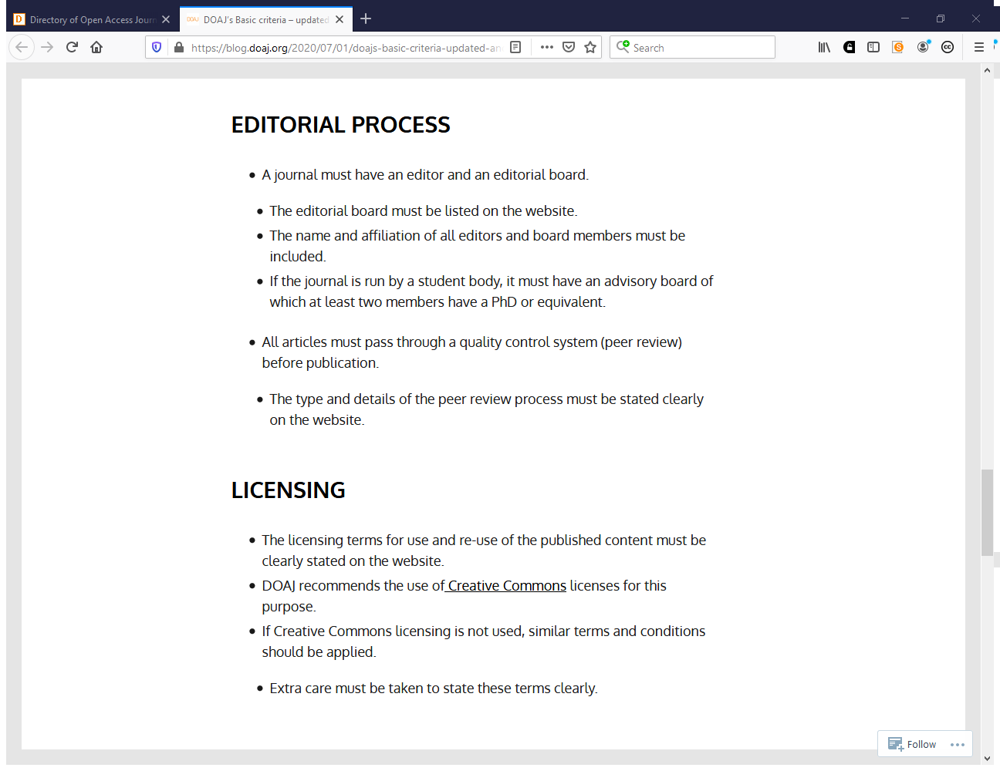 Directory of Open Access Journ
DOAJ's Basic criteria – updated
https://blog.doaj.org/2020/07/01/doajs-basic-criteria-updated-an
Search
EDITORIAL PROCESS
A journal must have an editor and an editorial board.
The editorial board must be listed on the website.
The name and affiliation of all editors and board members must be
included.
If the journal is run by a student body, it must have an advisory board of
which at least two members have a PhD or equivalent.
All articles must pass through a quality control system (peer review)
before publication.
The type and details of the peer review process must be stated clearly
on the website.
LICENSING
The licensing terms for use and re-use of the published content must be
clearly stated on the website.
DOAJ recommends the use of Creative Commons licenses for this
purpose.
If Creative Commons licensing is not used, similar terms and conditions
should be applied.
Extra care must be taken to state these terms clearly.
Follow